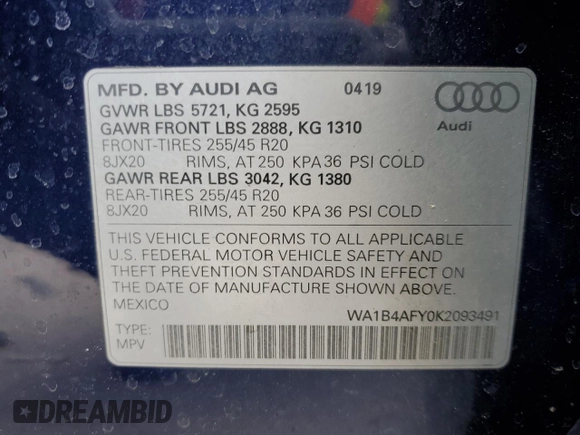 MFD. BY AUDI AG 0419
GVWR LBS 5721, KG 2595
GAWR FRONT LBS 2888, KG 1310
FRONT-TIRES 255/45 R20
8JX20 RIMS, AT 250 KPA 36 PSI COLD
GAWR REAR LBS 3042, KG 1380
REAR-TIRES 255/45 R20
8JX20 RIMS, AT 250 KPA 36 PSI COLD
Audi
THIS VEHICLE CONFORMS TO ALL APPLICABLE
U.S. FEDERAL MOTOR VEHICLE SAFETY AND
THEFT PREVENTION STANDARDS IN EFFECT ON
THE DATE OF MANUFACTURE SHOWN ABOVE.
MEXICO
WA1B4AFY0K2093491
TYPE:
MPV
DREAMBID